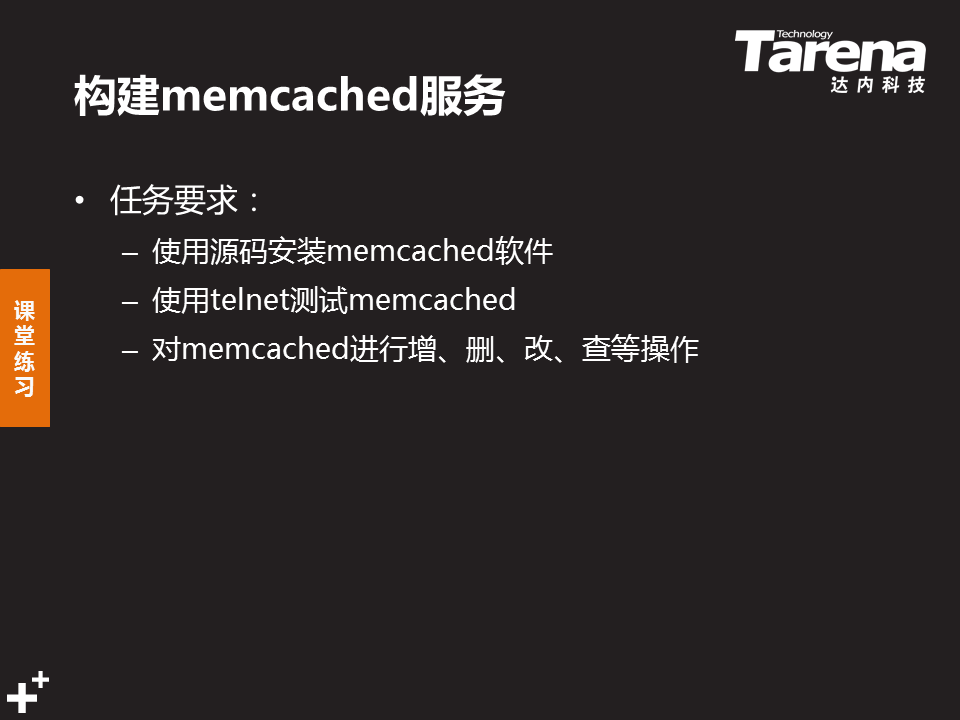 Technology
Tarena
达内科技
构建memcached服务
• 任务要求：
– 使用源码安装memcached软件
– 使用telnet测试memcached
– 对memcached进行增、删、改、查等操作
课
堂
练
习